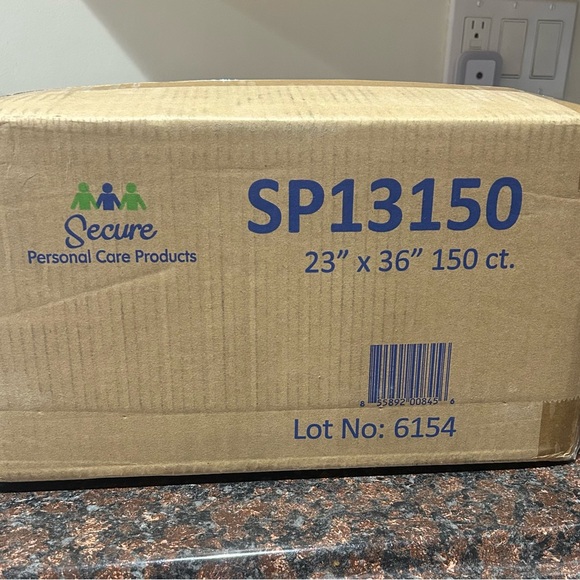 Secure
Personal Care Products
SP13150
23” x 36” 150 ct.
8 55892 00845 6
Lot No: 6154